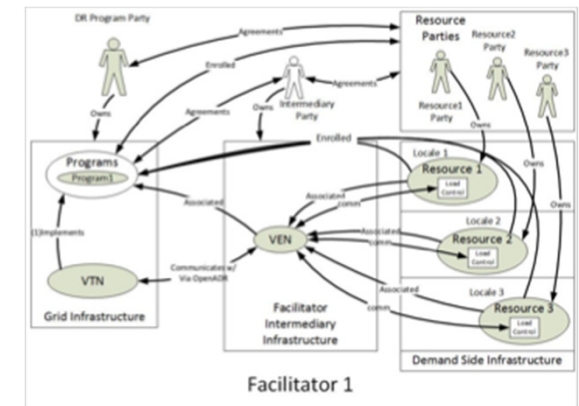 DR Program Party
Agreements
Resource
Parties
Resource2
Party
Resource3
Party
Enrolled
Agreements
Agreements
Owns
Owns
Intermediary
Party
Resource1
Party
Owns
Enrolled
Programs
Program1
Locale 1
Resource 1
Load
Control
Owns
Associated
Associated
comm
Owns
(1)Implements
Locale 2
VEN
Associated
comm
Resource 2
Load
Control
Communicates w/
Via OpenADR
VTN
Associated
Locale 3
comm
Resource 3
Load
Control
Grid Infrastructure
Facilitator
Intermediary
Infrastructure
Demand Side Infrastructure
Facilitator 1